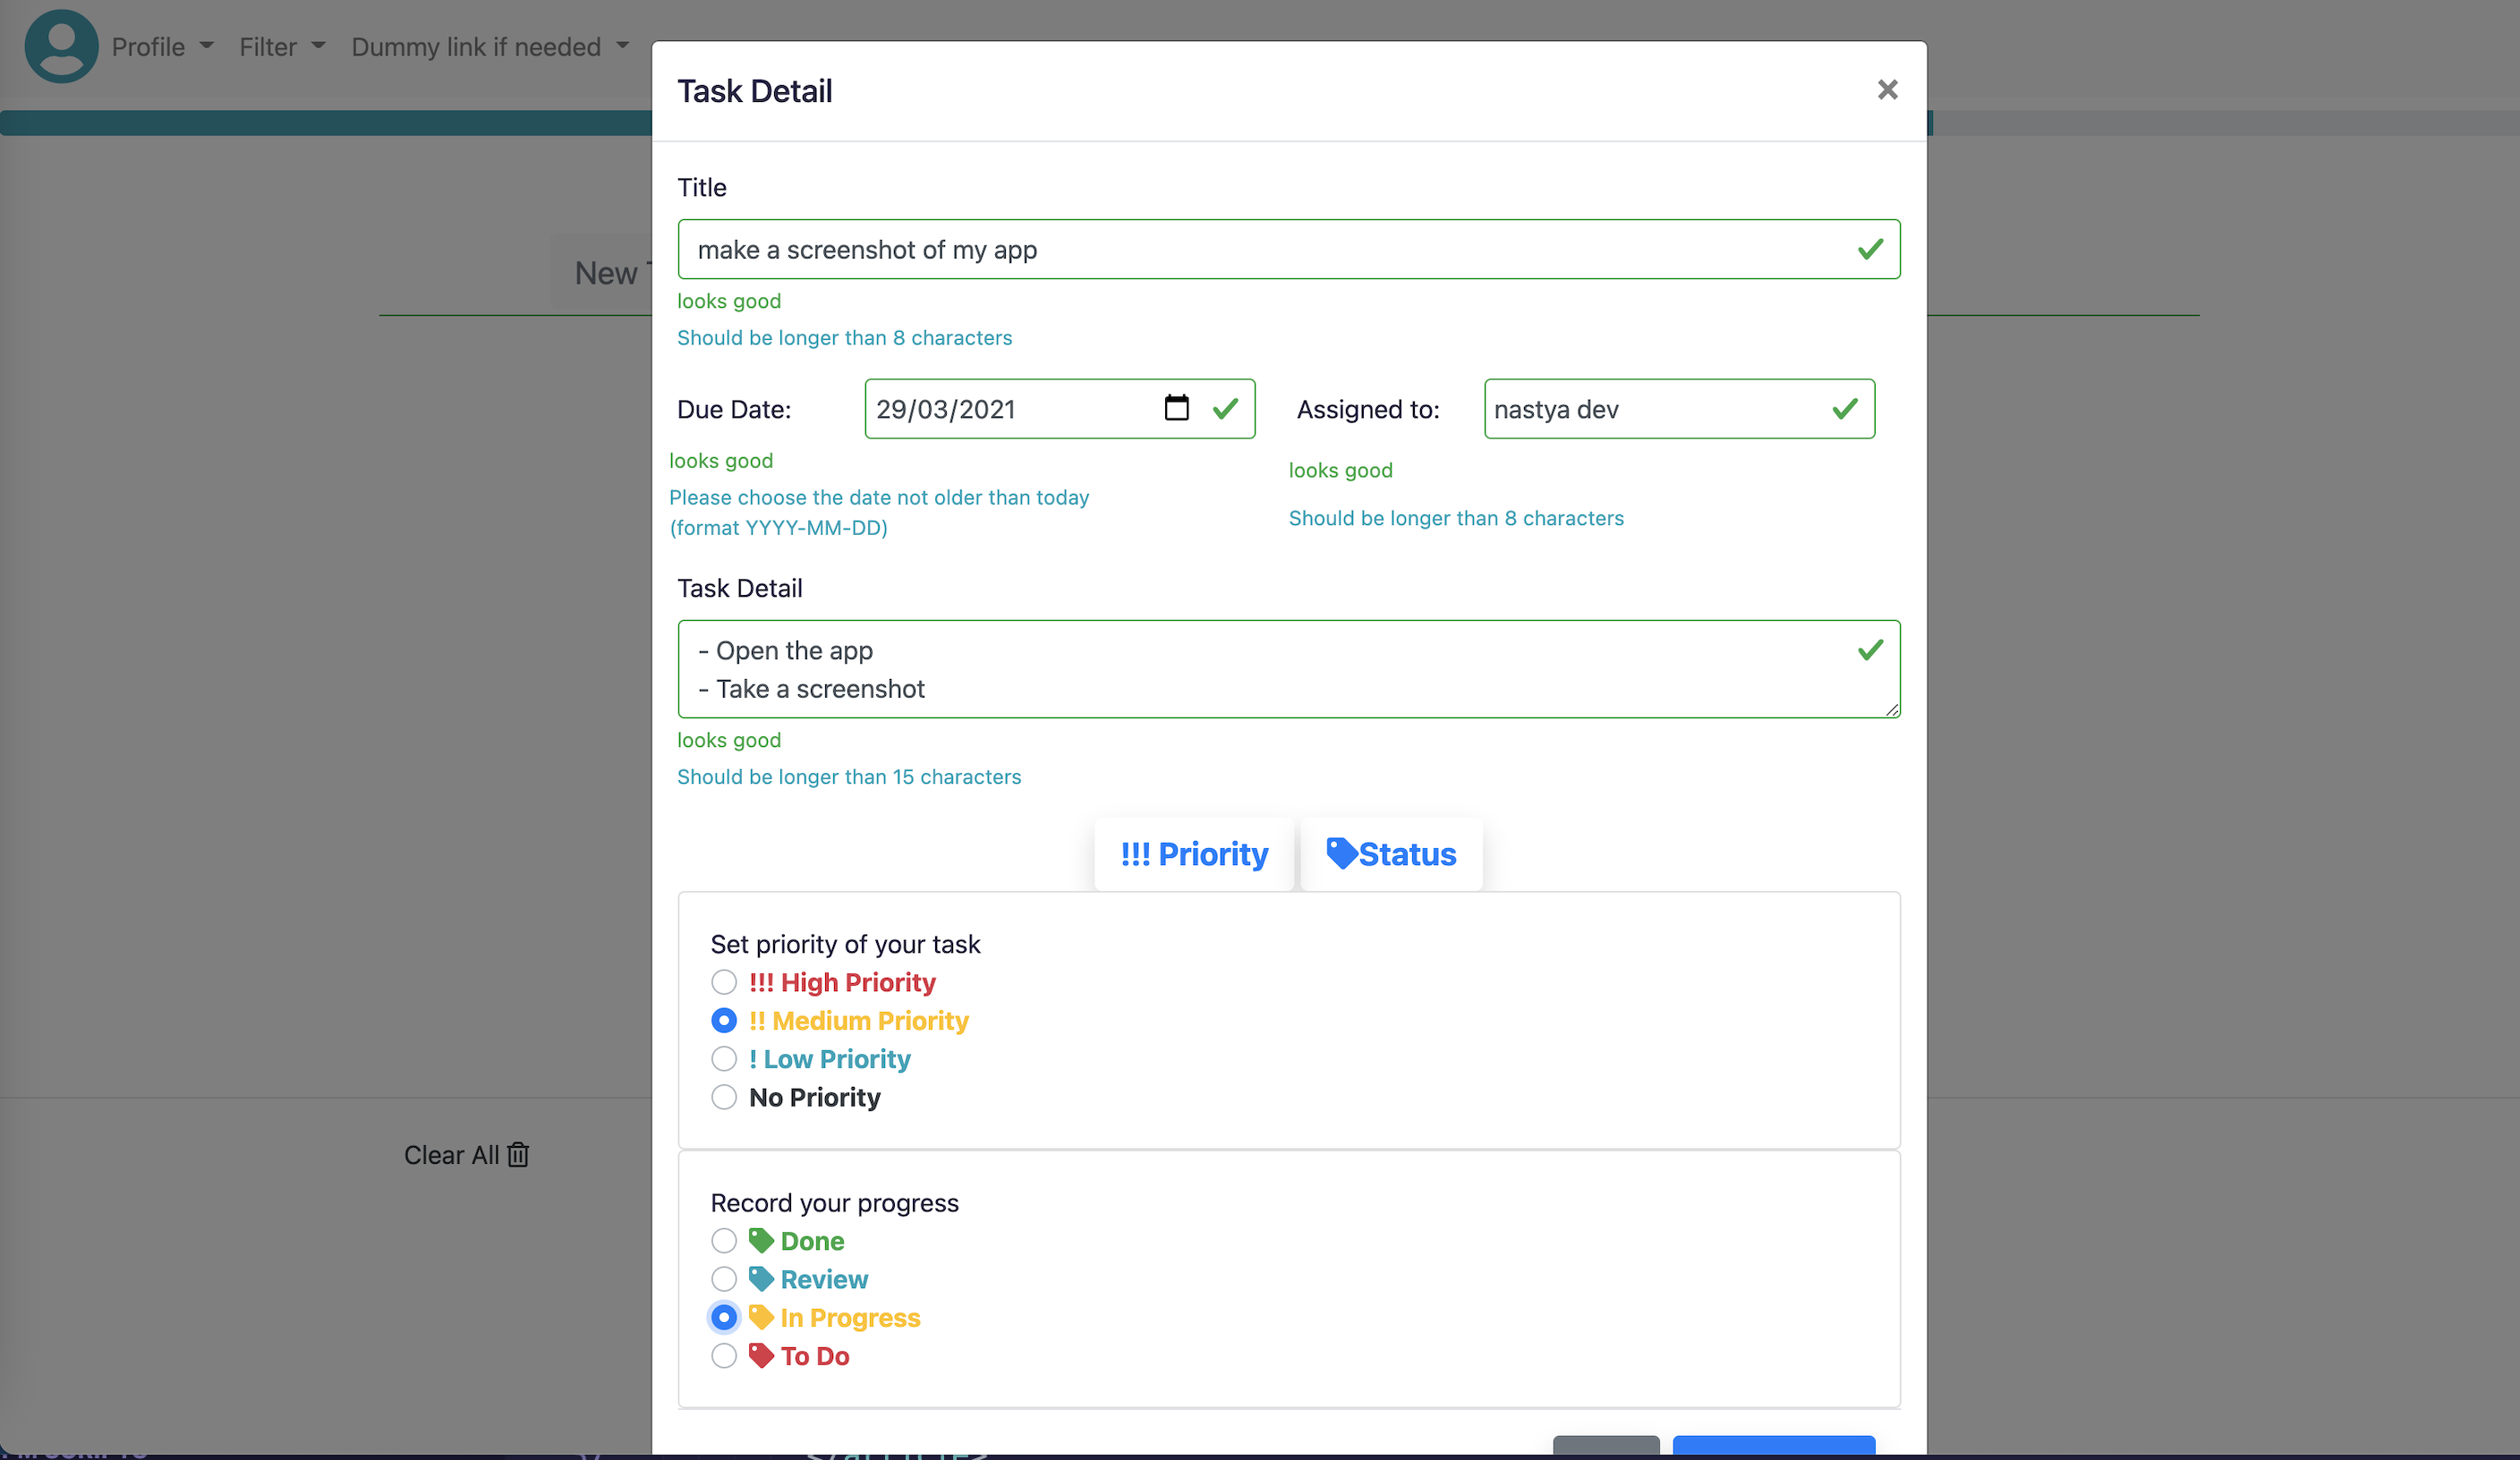 Profile Filter Dummy link if needed
Task Detail
Title
New
make a screenshot of my app
looks good
Should be longer than 8 characters
Due Date: 29/03/2021 Assigned to: nastya dev
looks good looks good
Please choose the date not older than today
(format YYYY-MM-DD)
Should be longer than 8 characters
Task Detail
- Open the app
- Take a screenshot
looks good
Should be longer than 15 characters
!!! Priority Status
Set priority of your task
!!! High Priority
!! Medium Priority
! Low Priority
No Priority
Clear All
Record your progress
Done
Review
In Progress
To Do